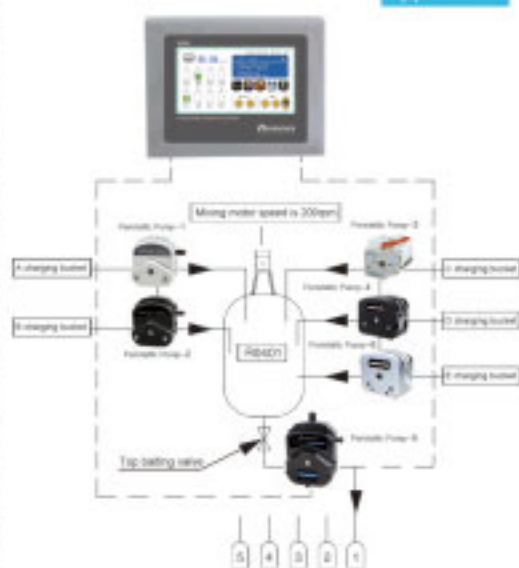 Mixing motor speed is 200rpm
Peristaltic Pump-1
Peristaltic Pump-3
A charging bucket
C charging bucket
Peristaltic Pump-4
B charging bucket
D charging bucket
Peristaltic Pump-2
Peristaltic Pump-5
E charging bucket
Peristaltic Pump-6
Top baiting valve
5
4
3
2
1